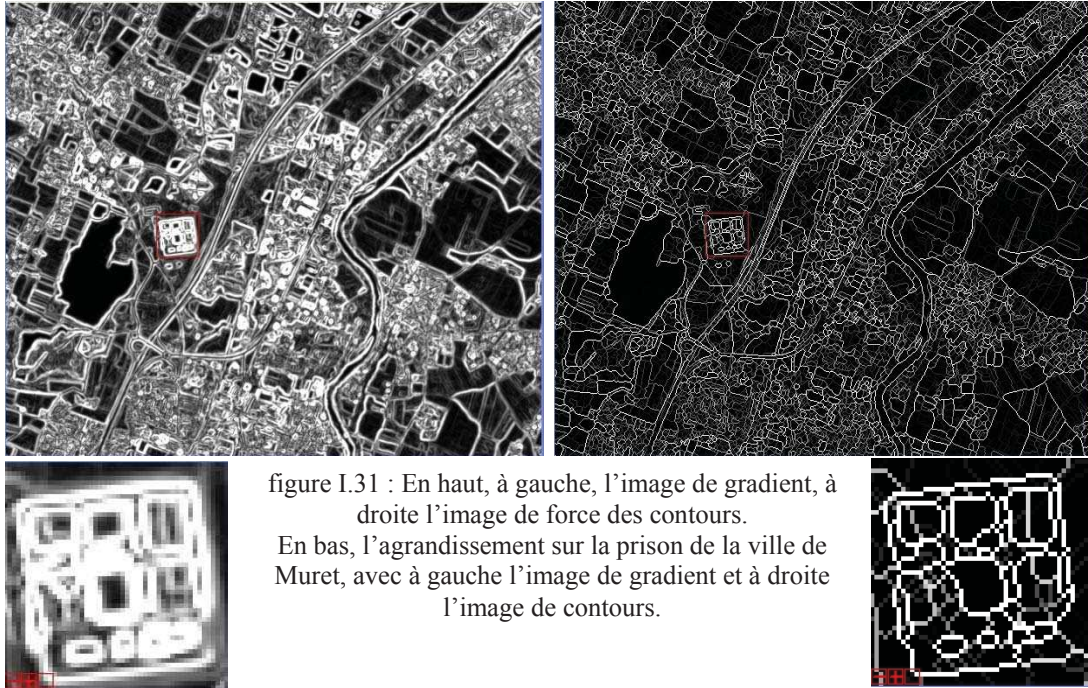 figure I.31 : En haut, à gauche, l’image de gradient, à
droite l’image de force des contours.
En bas, l’agrandissement sur la prison de la ville de
Muret, avec à gauche l’image de gradient et à droite
l’image de contours.